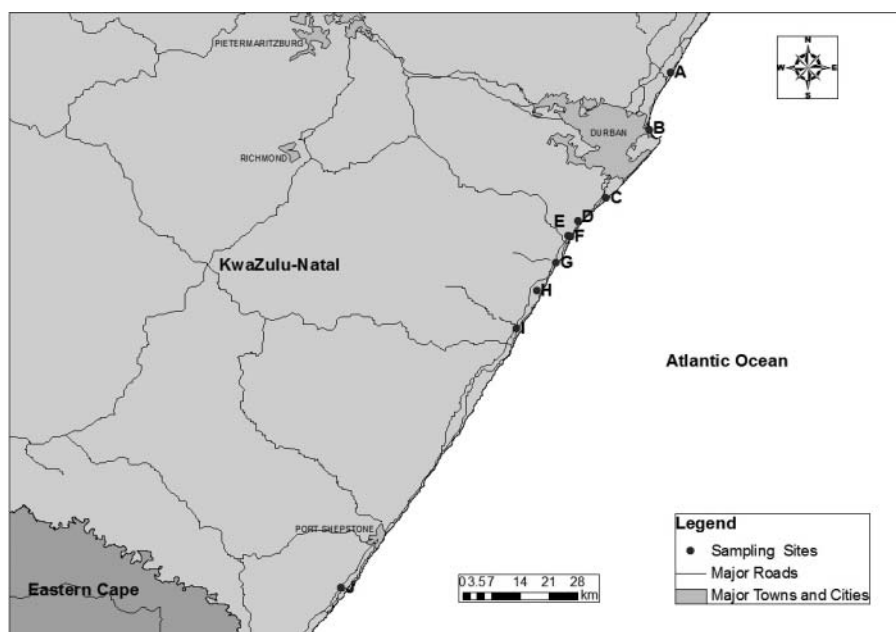 PIETERMARITZBURG
N
W E
S
A
DURBAN
B
RICHMOND
C
D
E
F
KwaZulu-Natal
G
H
I
Atlantic Ocean
PORT SHEPSTONE
Legend
Sampling Sites
Major Roads
Major Towns and Cities
0 3.5 7 14 21 28
km
Eastern Cape
J